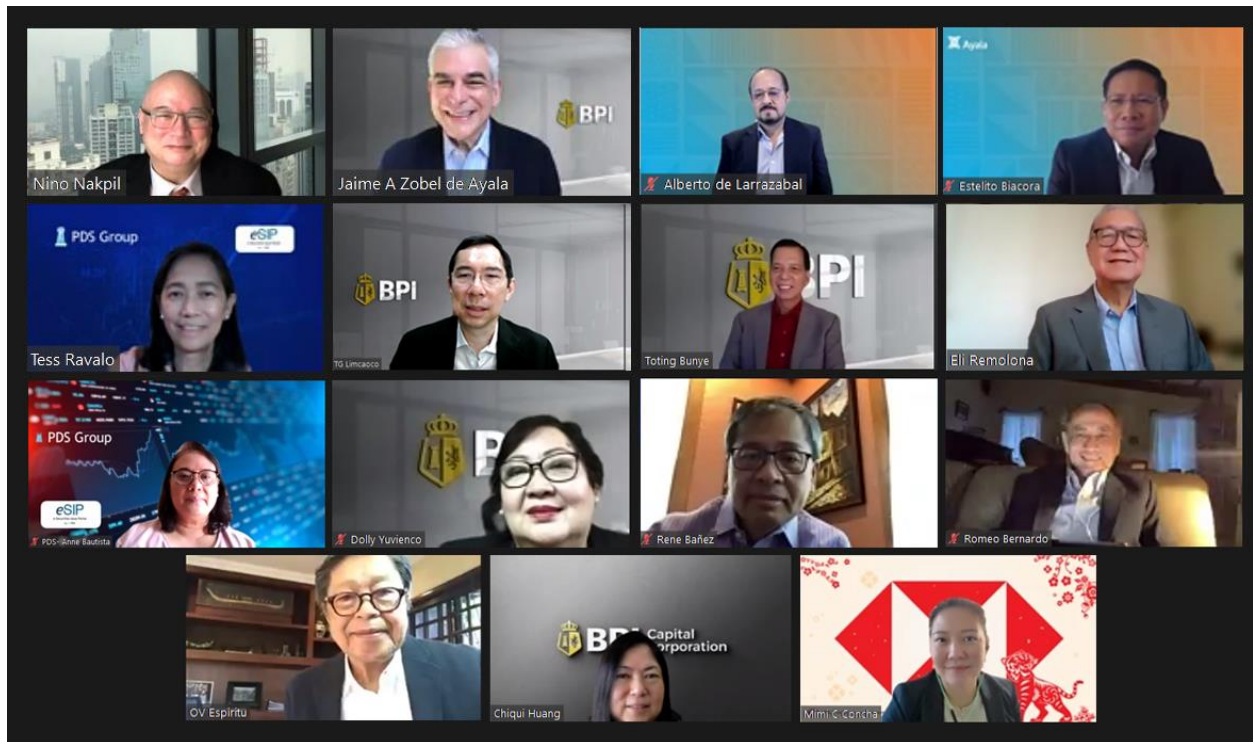 Nino Nakpil
BPI
Jaime A Zobel de Ayala
Alberto de Larrazabal
Ayala
Estelito Biacora
PDS Group
eSIP
Tess Ravalo
BPI
TG Limcaoco
BPI
Toting Bunye
Eli Remolona
PDS Group
eSIP
PDS- Anne Bautista
BPI
Dolly Yuvienco
Rene Bañez
Romeo Bernardo
OV Espiritu
BPI Capital
Corporation
Chiqui Huang
Mimi C Concha